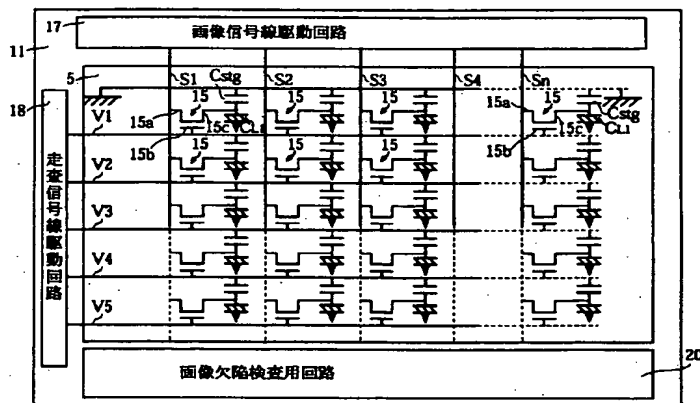 17
画像信号線駆動回路
11
5
S1 Cstg S2 S3 S4 Sn
18
15a 15 15 15 15a 15 Cstg
V1
15c CLi 15c CLi
15b 15 15 15 15b
V2
走査信号線駆動回路
V3
V4
V5
画像欠陥検査用回路
20